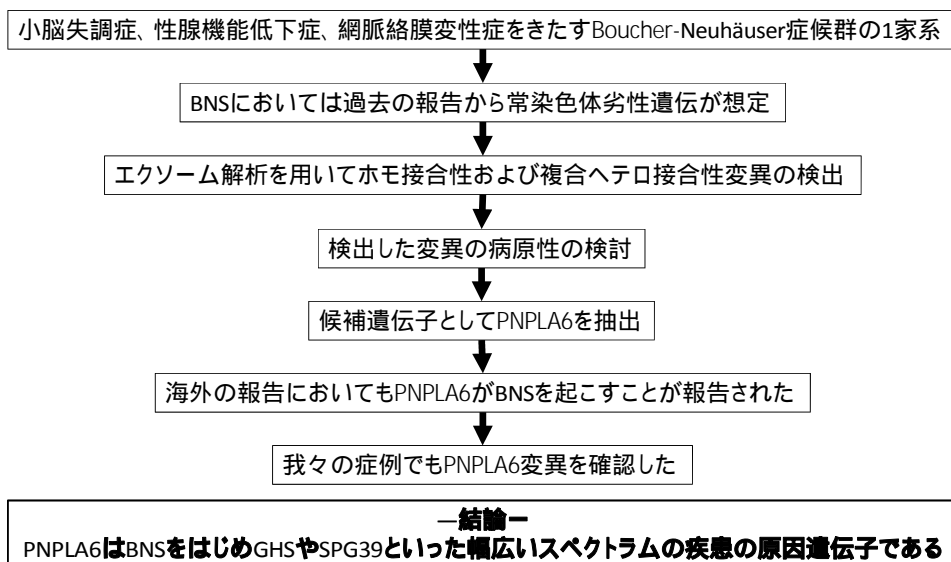 小脳失調症、性腺機能低下症、網脈絡膜変性症をきたすBoucher-Neuhäuser症候群の1家系
BNSにおいては過去の報告から常染色体劣性遺伝が想定
エクソーム解析を用いてホモ接合性および複合ヘテロ接合性変異の検出
検出した変異の病原性の検討
候補遺伝子としてPNPLA6を抽出
海外の報告においてもPNPLA6がBNSを起こすことが報告された
我々の症例でもPNPLA6変異を確認した
―結論ー
PNPLA6はBNSをはじめGHSやSPG39といった幅広いスペクトラムの疾患の原因遺伝子である